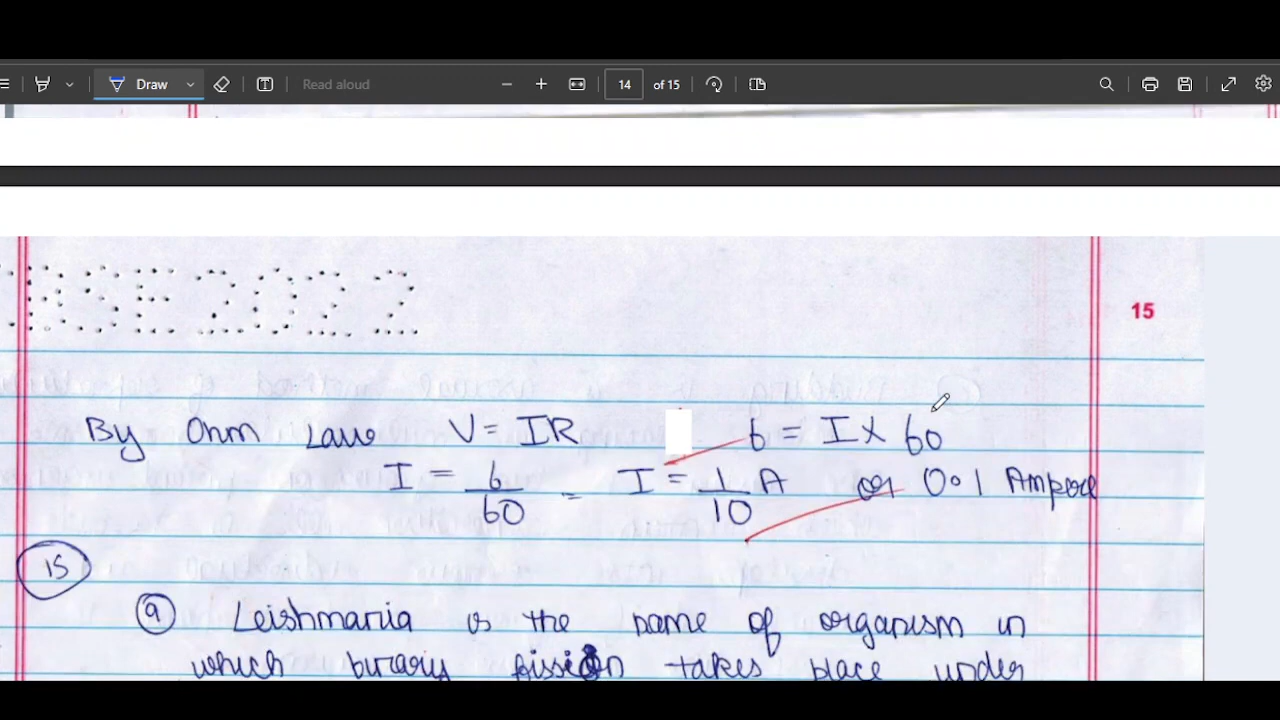 Draw
Read aloud
14 of 15
2022
15
By Ohm Law V = IR 6 = I X 60
I = 6/60 = I = 1/10 A or 0.1 Ampere
15
a Leishmania is the name of organism in
which binary fission takes place under